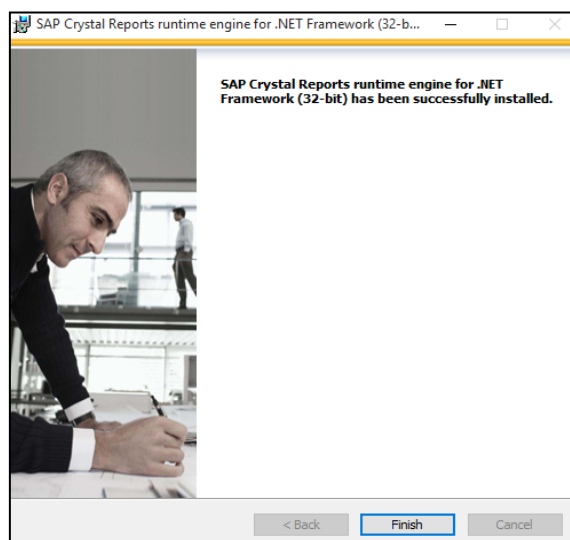 SAP Crystal Reports runtime engine for .NET Framework (32-b...
SAP Crystal Reports runtime engine for .NET
Framework (32-bit) has been successfully installed.
< Back
Finish
Cancel